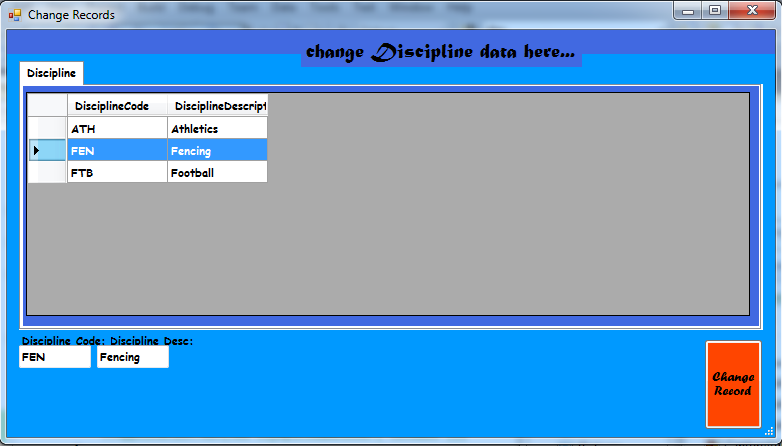 Change Records
change Discipline data here...
Discipline
DisciplineCode DisciplineDescript
ATH Athletics
FEN Fencing
FTB Football
Discipline Code: Discipline Desc:
FEN Fencing
Change
Record